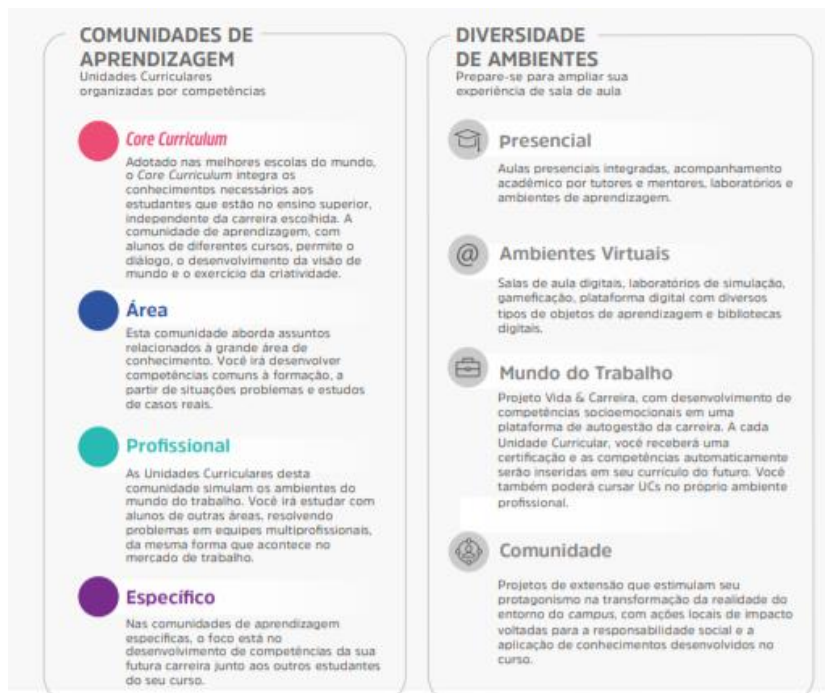 COMUNIDADES DE
APRENDIZAGEM
Unidades Curriculares
organizadas por competências
Core Curriculum
Adotado nas melhores escolas do mundo,
o Core Curriculum integra os
conhecimentos necessários aos
estudantes que estão no ensino superior,
independente da carreira escolhida. A
comunidade de aprendizagem, com
alunos de diferentes cursos, permite o
diálogo, o desenvolvimento da visão de
mundo e o exercício da criatividade.
Área
Esta comunidade aborda assuntos
relacionados à grande área de
conhecimento. Você irá desenvolver
competências comuns à formação, a
partir de situações problemas e estudos
de casos reais.
Profissional
As Unidades Curriculares desta
comunidade simulam os ambientes do
mundo do trabalho. Você irá estudar com
alunos de outras áreas, resolvendo
problemas em equipes multiprofissionais,
da mesma forma que acontece no
mercado de trabalho.
Específico
Nas comunidades de aprendizagem
específicas, o foco está no
desenvolvimento de competências da sua
futura carreira junto aos outros estudantes
do seu curso.
DIVERSIDADE
DE AMBIENTES
Prepare-se para ampliar sua
experiência de sala de aula
Presencial
Aulas presenciais integradas, acompanhamento
acadêmico por tutores e mentores, laboratórios e
ambientes de aprendizagem.
@ Ambientes Virtuais
Salas de aula digitais, laboratórios de simulação,
gameficação, plataforma digital com diversos
tipos de objetos de aprendizagem e bibliotecas
digitais.
Mundo do Trabalho
Projeto Vida & Carreira, com desenvolvimento de
competências socioemocionais em uma
plataforma de autogestão da carreira. A cada
Unidade Curricular, você receberá uma
certificação e as competências automaticamente
serão inseridas em seu currículo do futuro. Você
também poderá cursar UCs no próprio ambiente
profissional.
Comunidade
Projetos de extensão que estimulam seu
protagonismo na transformação da realidade do
entorno do campus, com ações locais de impacto
voltadas para a responsabilidade social e a
aplicação de conhecimentos desenvolvidos no
curso.